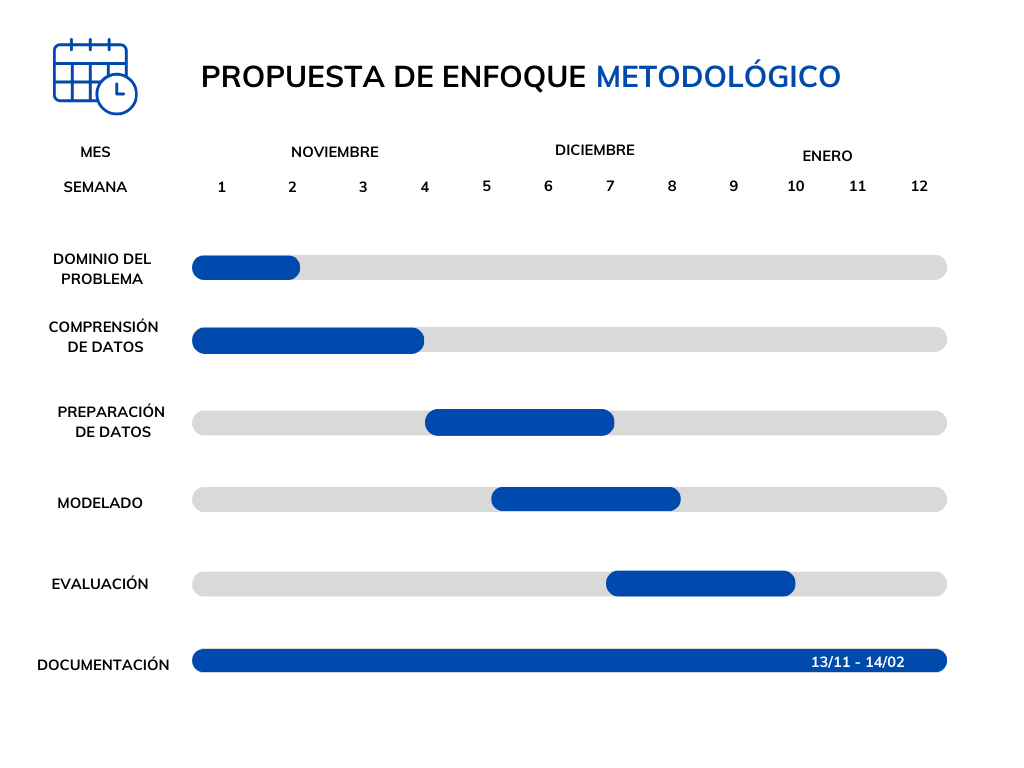 PROPUESTA DE ENFOQUE METODOLÓGICO
MES NOVIEMBRE DICIEMBRE ENERO
SEMANA 1 2 3 4 5 6 7 8 9 10 11 12
DOMINIO DEL
PROBLEMA
COMPRENSIÓN
DE DATOS
PREPARACIÓN
DE DATOS
MODELADO
EVALUACIÓN
DOCUMENTACIÓN 13/11 - 14/02